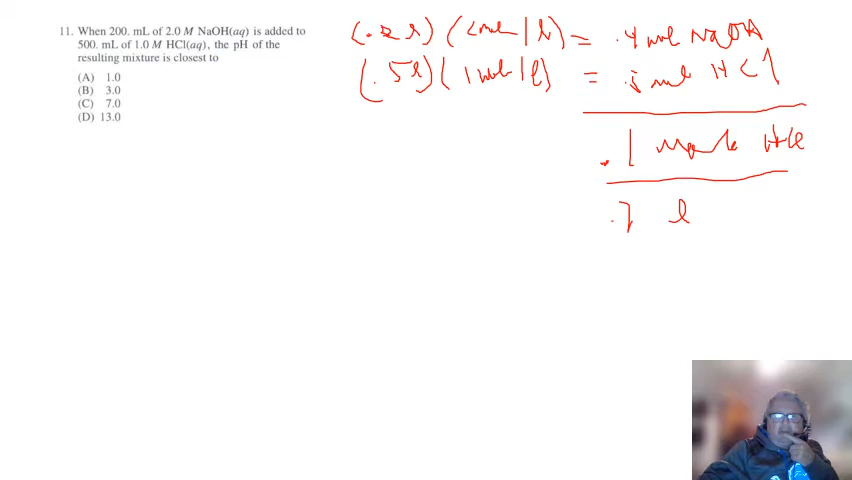 11. When 200. mL of 2.0 M NaOH(aq) is added to
500. mL of 1.0 M HCl(aq), the pH of the
resulting mixture is closest to
(A) 1.0
(B) 3.0
(C) 7.0
(D) 13.0
(.2 l) (2 mol / l) = .4 mol NaOH
(.5 l) (1 mol / l) = .5 mol HCl
.1 mole HCl
.7 l